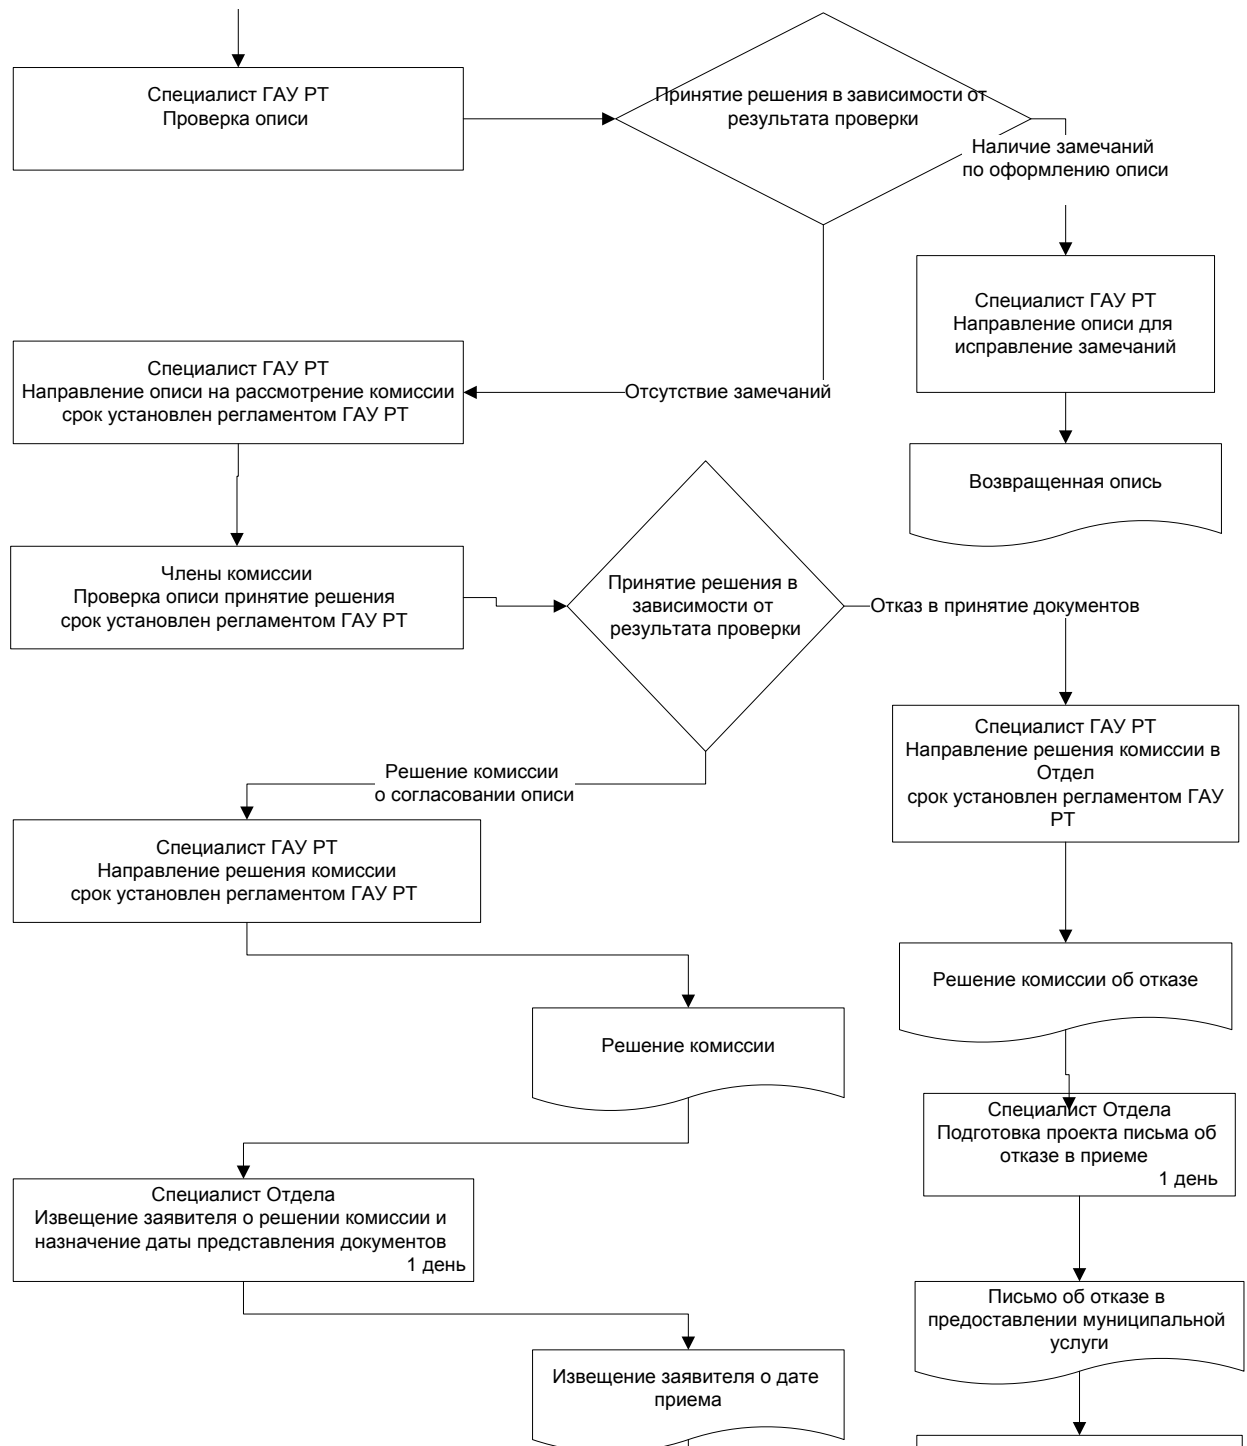 Специалист ГАУ РТ
Проверка описи
Принятие решения в зависимости от
результата проверки
Наличие замечаний
по оформлению описи
Специалист ГАУ РТ
Направление описи для
исправление замечаний
Специалист ГАУ РТ
Направление описи на рассмотрение комиссии
срок установлен регламентом ГАУ РТ
Отсутствие замечаний
Возвращенная опись
Члены комиссии
Проверка описи принятие решения
срок установлен регламентом ГАУ РТ
Принятие решения в
зависимости от
результата проверки
Отказ в принятие документов
Специалист ГАУ РТ
Направление решения комиссии в
Отдел
срок установлен регламентом ГАУ
РТ
Решение комиссии
о согласовании описи
Специалист ГАУ РТ
Направление решения комиссии
срок установлен регламентом ГАУ РТ
Решение комиссии об отказе
Решение комиссии
Специалист Отдела
Подготовка проекта письма об
отказе в приеме
1 день
Специалист Отдела
Извещение заявителя о решении комиссии и
назначение даты представления документов
1 день
Письмо об отказе в
предоставлении муниципальной
услуги
Извещение заявителя о дате
приема